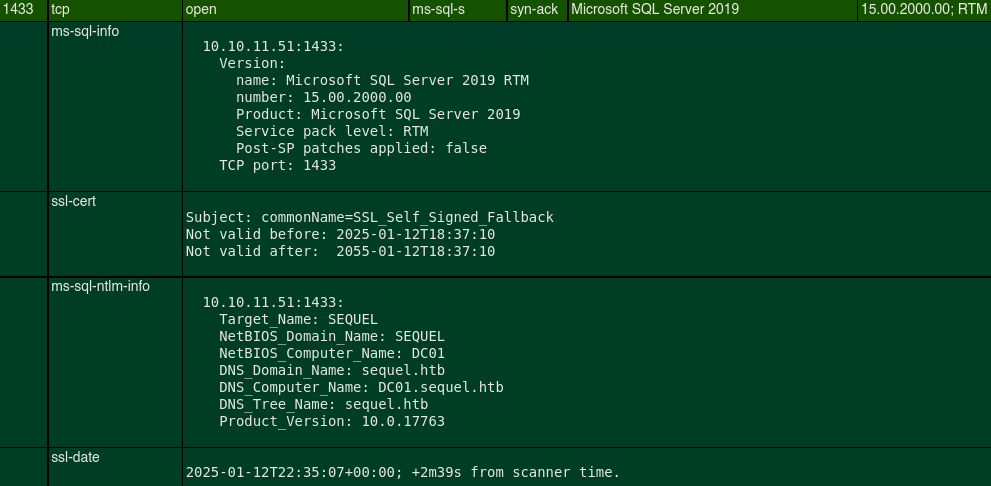 1433 tcp open ms-sql-s syn-ack Microsoft SQL Server 2019 15.00.2000.00; RTM
ms-sql-info
10.10.11.51:1433:
Version:
name: Microsoft SQL Server 2019 RTM
number: 15.00.2000.00
Product: Microsoft SQL Server 2019
Service pack level: RTM
Post-SP patches applied: false
TCP port: 1433
ssl-cert
Subject: commonName=SSL_Self_Signed_Fallback
Not valid before: 2025-01-12T18:37:10
Not valid after:  2055-01-12T18:37:10
ms-sql-ntlm-info
10.10.11.51:1433:
Target_Name: SEQUEL
NetBIOS_Domain_Name: SEQUEL
NetBIOS_Computer_Name: DC01
DNS_Domain_Name: sequel.htb
DNS_Computer_Name: DC01.sequel.htb
DNS_Tree_Name: sequel.htb
Product_Version: 10.0.17763
ssl-date
2025-01-12T22:35:07+00:00; +2m39s from scanner time.